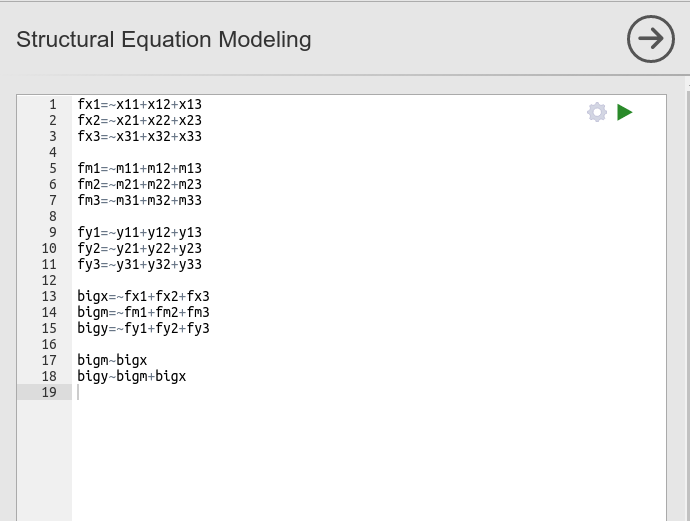 Structural Equation Modeling
1 fx1=~x11+x12+x13
2 fx2=~x21+x22+x23
3 fx3=~x31+x32+x33
4
5 fm1=~m11+m12+m13
6 fm2=~m21+m22+m23
7 fm3=~m31+m32+m33
8
9 fy1=~y11+y12+y13
10 fy2=~y21+y22+y23
11 fy3=~y31+y32+y33
12
13 bigx=~fx1+fx2+fx3
14 bigm=~fm1+fm2+fm3
15 bigy=~fy1+fy2+fy3
16
17 bigm~bigx
18 bigy~bigm+bigx
19